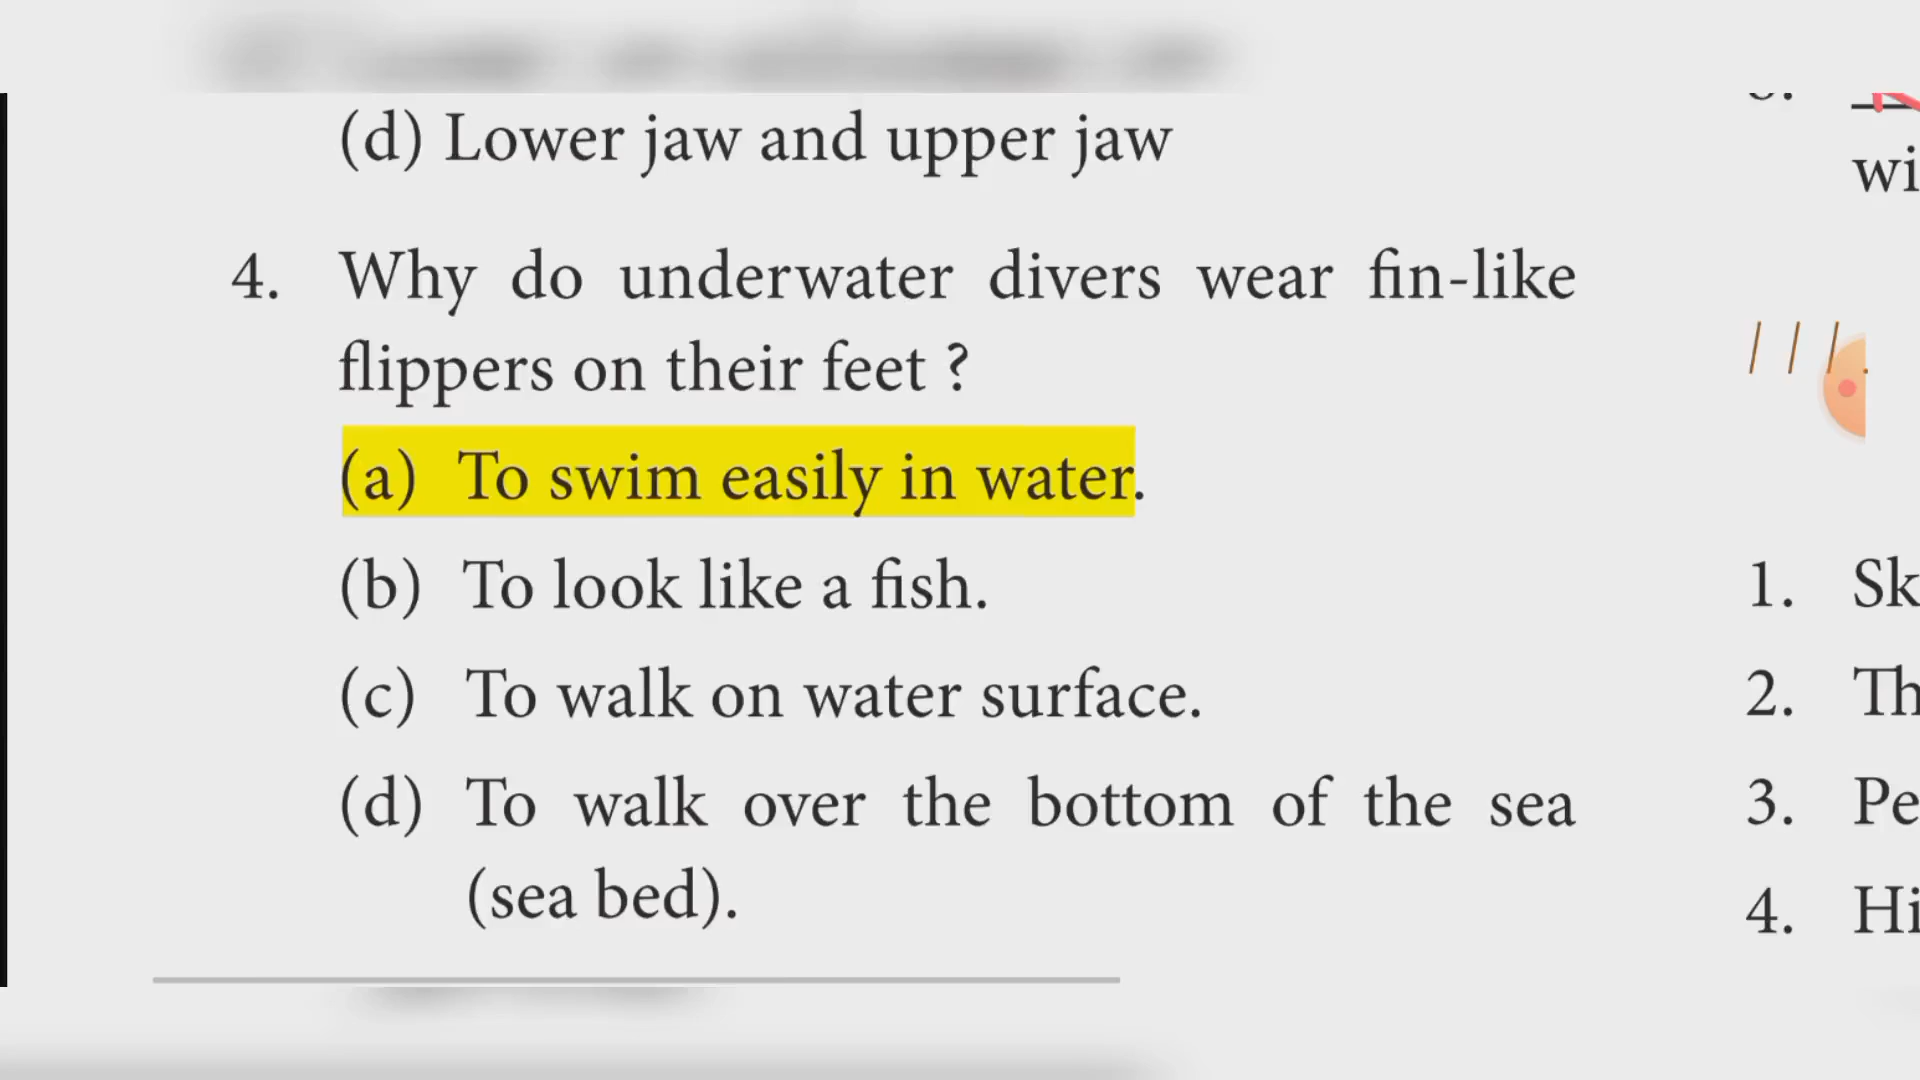 (d) Lower jaw and upper jaw
4. Why do underwater divers wear fin-like
flippers on their feet ?
(a) To swim easily in water.
(b) To look like a fish.
(c) To walk on water surface.
(d) To walk over the bottom of the sea
(sea bed).
wi
1. Sk
2. Th
3. Pe
4. Hi